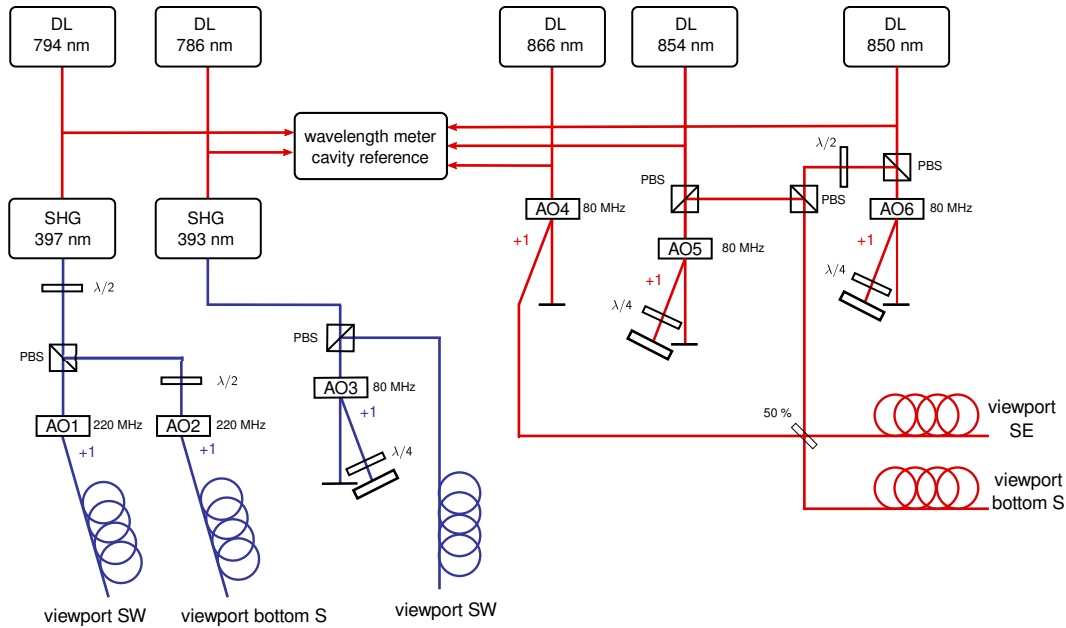 DL
794 nm
DL
786 nm
DL
866 nm
DL
854 nm
DL
850 nm
wavelength meter
cavity reference
λ/2
PBS
PBS
PBS
SHG
397 nm
SHG
393 nm
AO4
80 MHz
AO6
80 MHz
+1
AO5
80 MHz
+1
+1
λ/4
λ/4
λ/2
PBS
PBS
λ/2
AO3
80 MHz
+1
AO1
220 MHz
AO2
220 MHz
+1
+1
λ/4
50 %
viewport
SE
viewport
bottom S
viewport SW
viewport bottom S
viewport SW